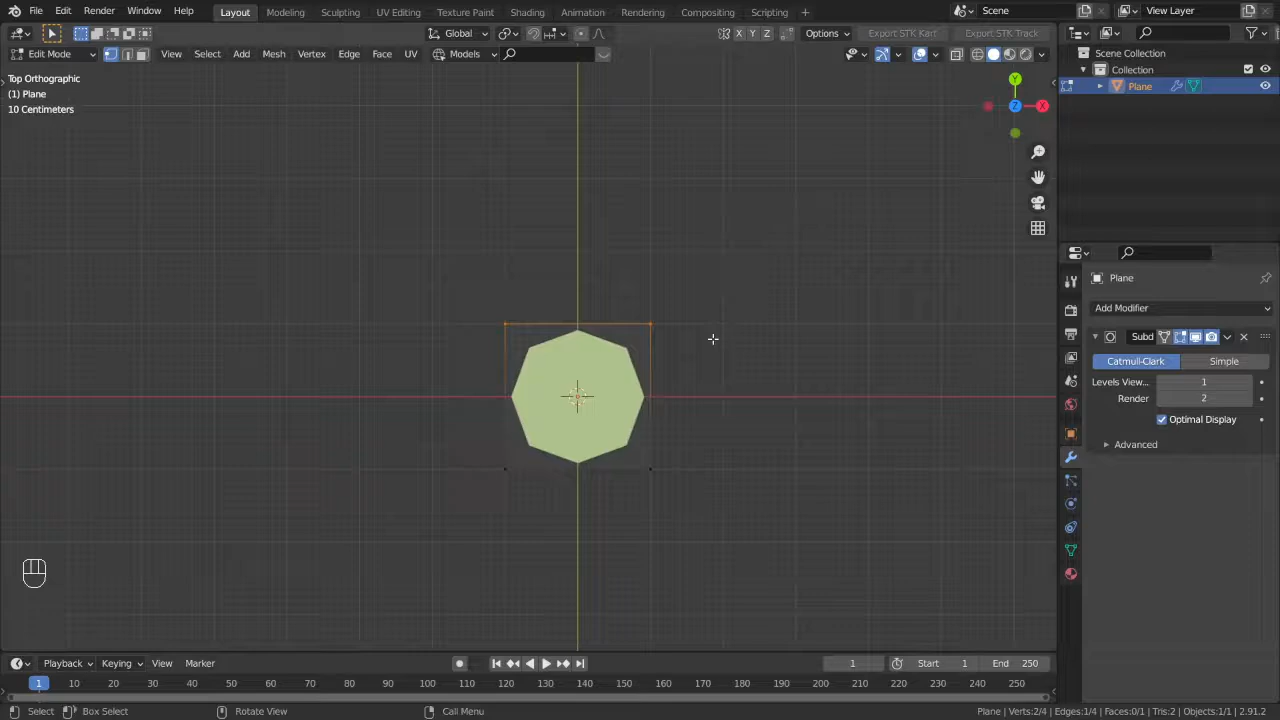 File Edit Render Window Help Layout Modeling Sculpting UV Editing Texture Paint Shading Animation Rendering Compositing Scripting + Scene View Layer
Global Options X Y Z Export STK Kart Export STK Track
Edit Mode View Select Add Mesh Vertex Edge Face UV Models
Scene Collection
Collection
Plane
Top Orthographic
(1) Plane
10 Centimeters
Y
Z X
Plane
Add Modifier
Subd
Catmull-Clark Simple
Levels View... 1
Render 2
Optimal Display
Advanced
Playback Keying View Marker 1 Start 1 End 250
1 10 20 30 40 50 60 70 80 90 100 110 120 130 140 150 160 170 180 190 200 210 220 230 240 250
Select Box Select Rotate View Call Menu Plane | Verts:2/4 | Edges:1/4 | Faces:0/1 | Tris:2 | Objects:1/1 | 2.91.2